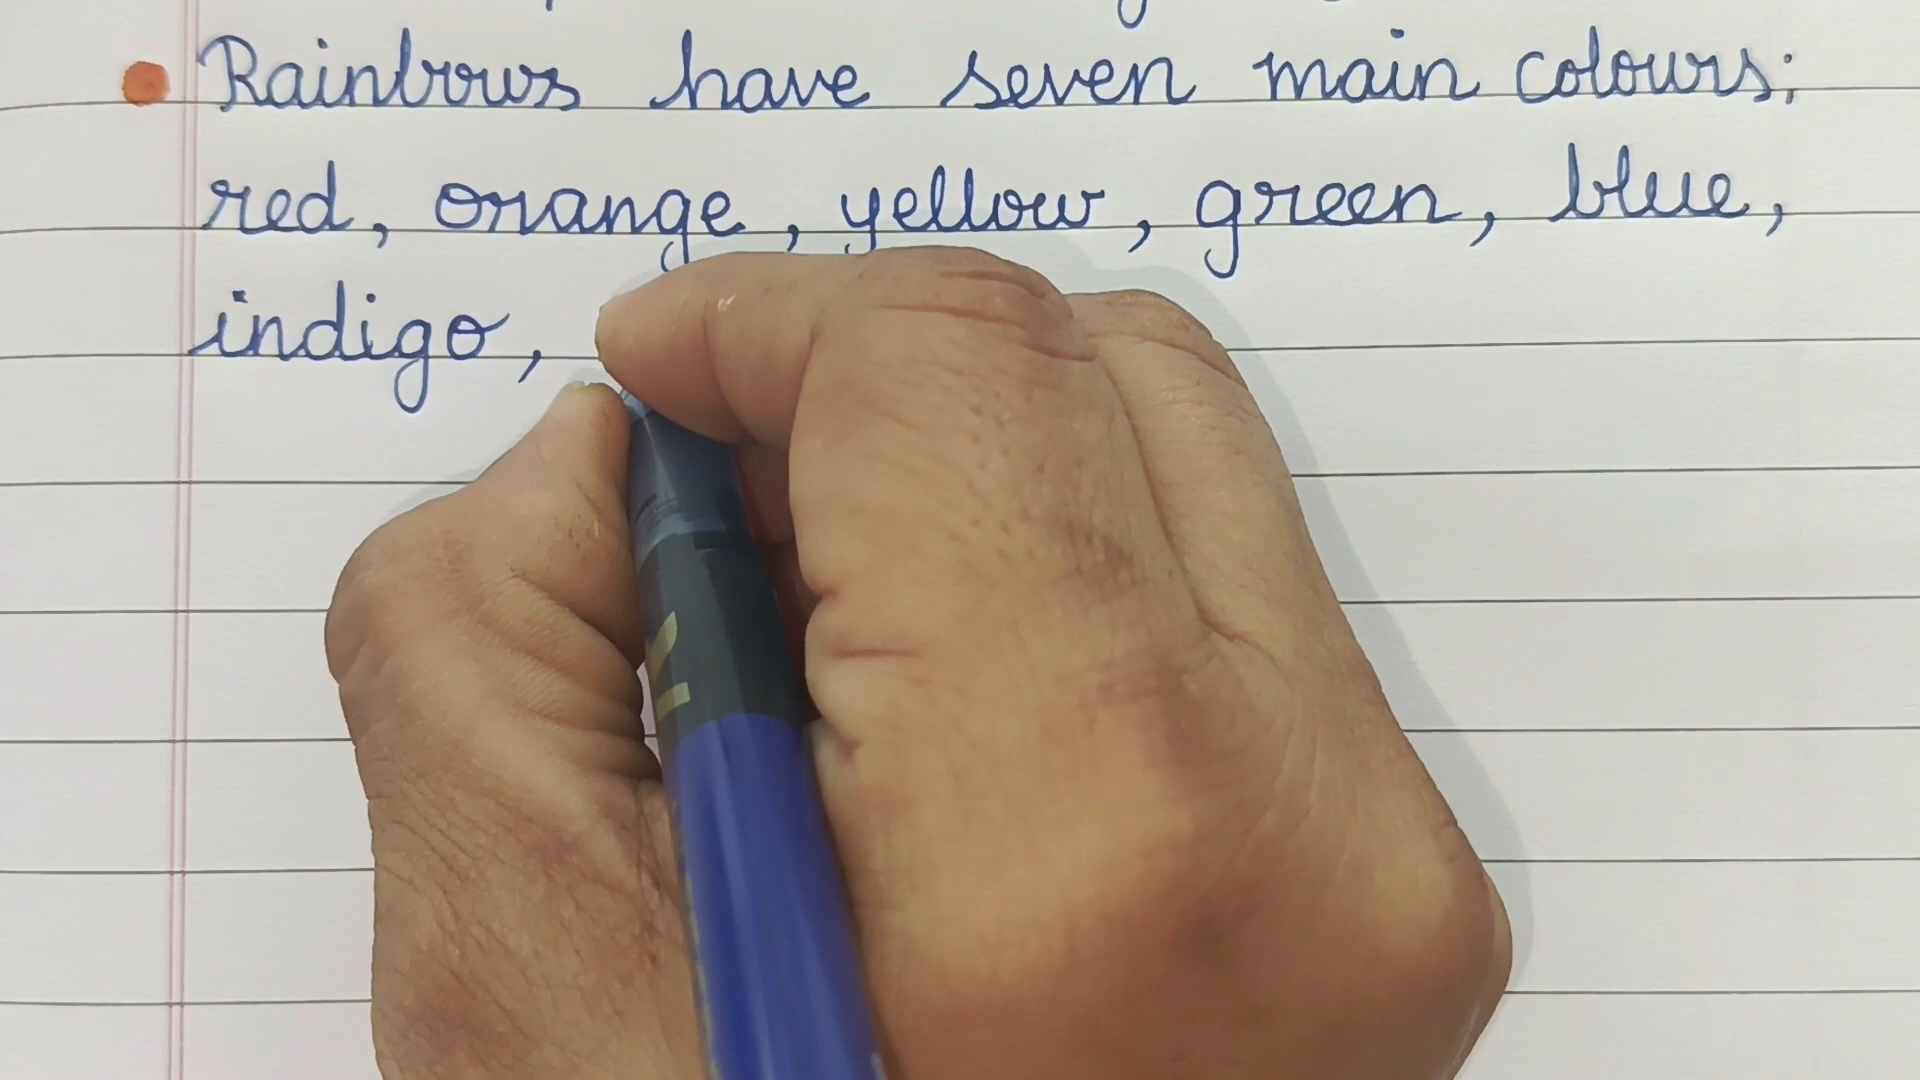 Rainbows have seven main colours;
red, orange, yellow, green, blue,
indigo,